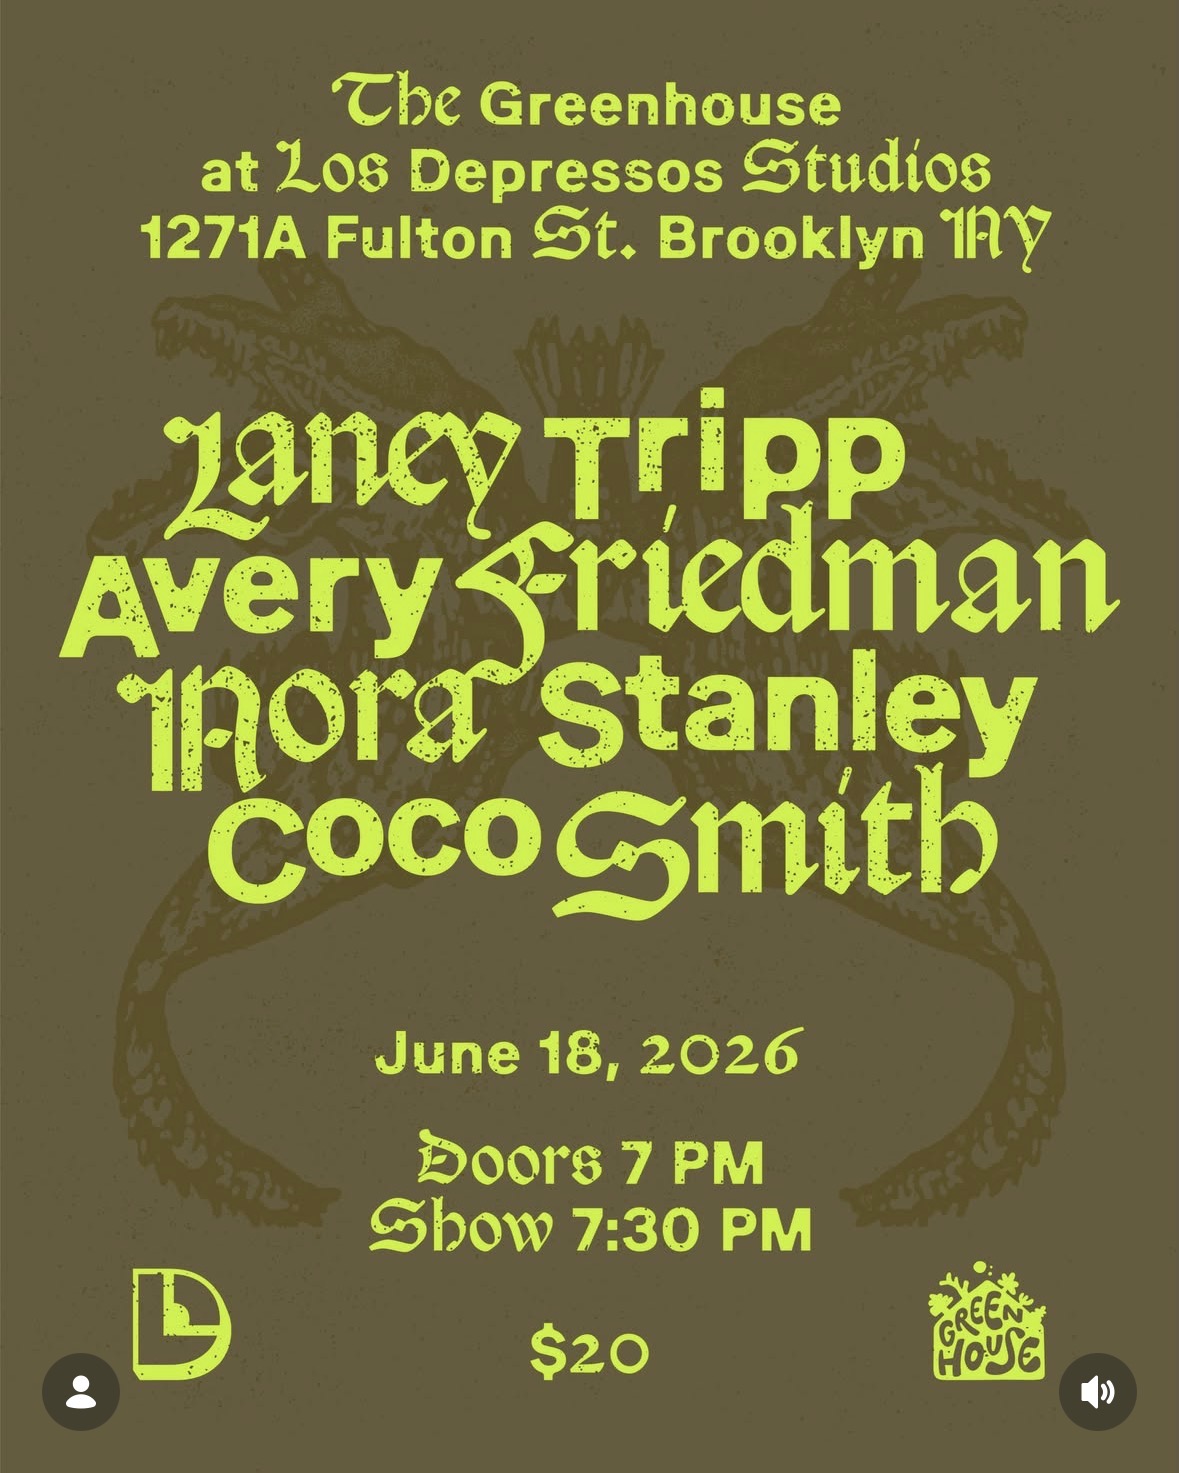 The Greenhouse
at Los Depressos Studios
1271A Fulton St. Brooklyn NY
Laney Tripp
Avery Friedman
Nora Stanley
Coco Smith
June 18, 2026
Doors 7 PM
Show 7:30 PM
$20
GREEN
HOUSE